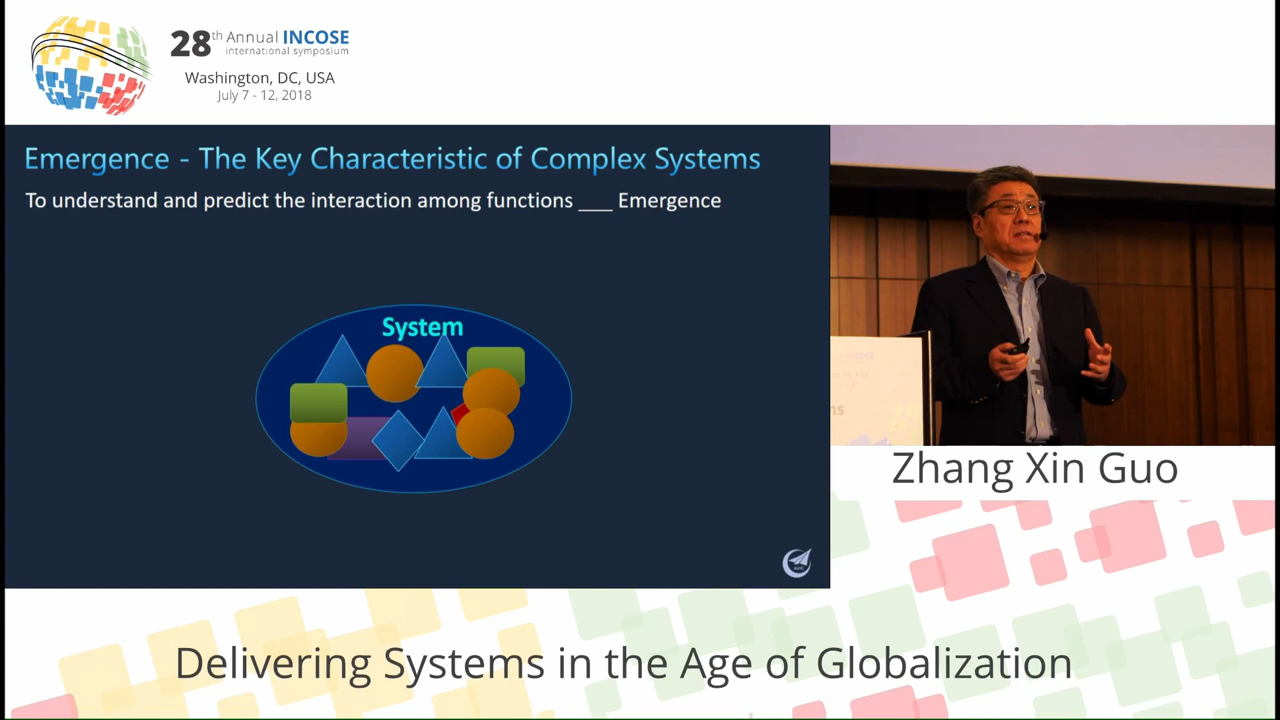 28th Annual INCOSE
international symposium
Washington, DC, USA
July 7 - 12, 2018
Emergence - The Key Characteristic of Complex Systems
To understand and predict the interaction among functions ___ Emergence
System
INCOSE
ns
Zhang Xin Guo
Delivering Systems in the Age of Globalization